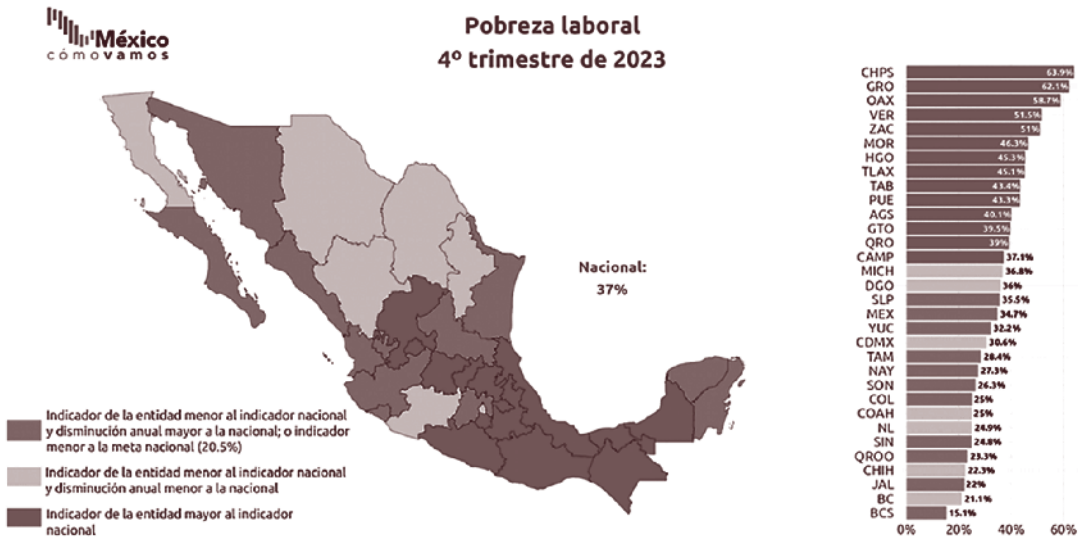 México
cómovamos
Pobreza laboral
4º trimestre de 2023
Nacional:
37%
Indicador de la entidad menor al indicador nacional
y disminución anual mayor a la nacional; o indicador
menor a la meta nacional (20.5%)
Indicador de la entidad menor al indicador nacional
y disminución anual menor a la nacional
Indicador de la entidad mayor al indicador
nacional
CHPS 63.9%
GRO 62.1%
OAX 58.7%
VER 51.5%
ZAC 51%
MOR 46.3%
HGO 45.3%
TLAX 45.1%
TAB 43.4%
PUE 43.3%
AGS 40.1%
GTO 39.5%
QRO 39%
CAMP 37.1%
MICH 36.8%
DGO 36%
SLP 35.5%
MEX 34.7%
YUC 32.2%
CDMX 30.6%
TAM 28.4%
NAY 27.3%
SON 26.3%
COL 25%
COAH 25%
NL 24.9%
SIN 24.8%
QROO 23.3%
CHIH 22.3%
JAL 22%
BC 21.1%
BCS 15.1%
0% 20% 40% 60%